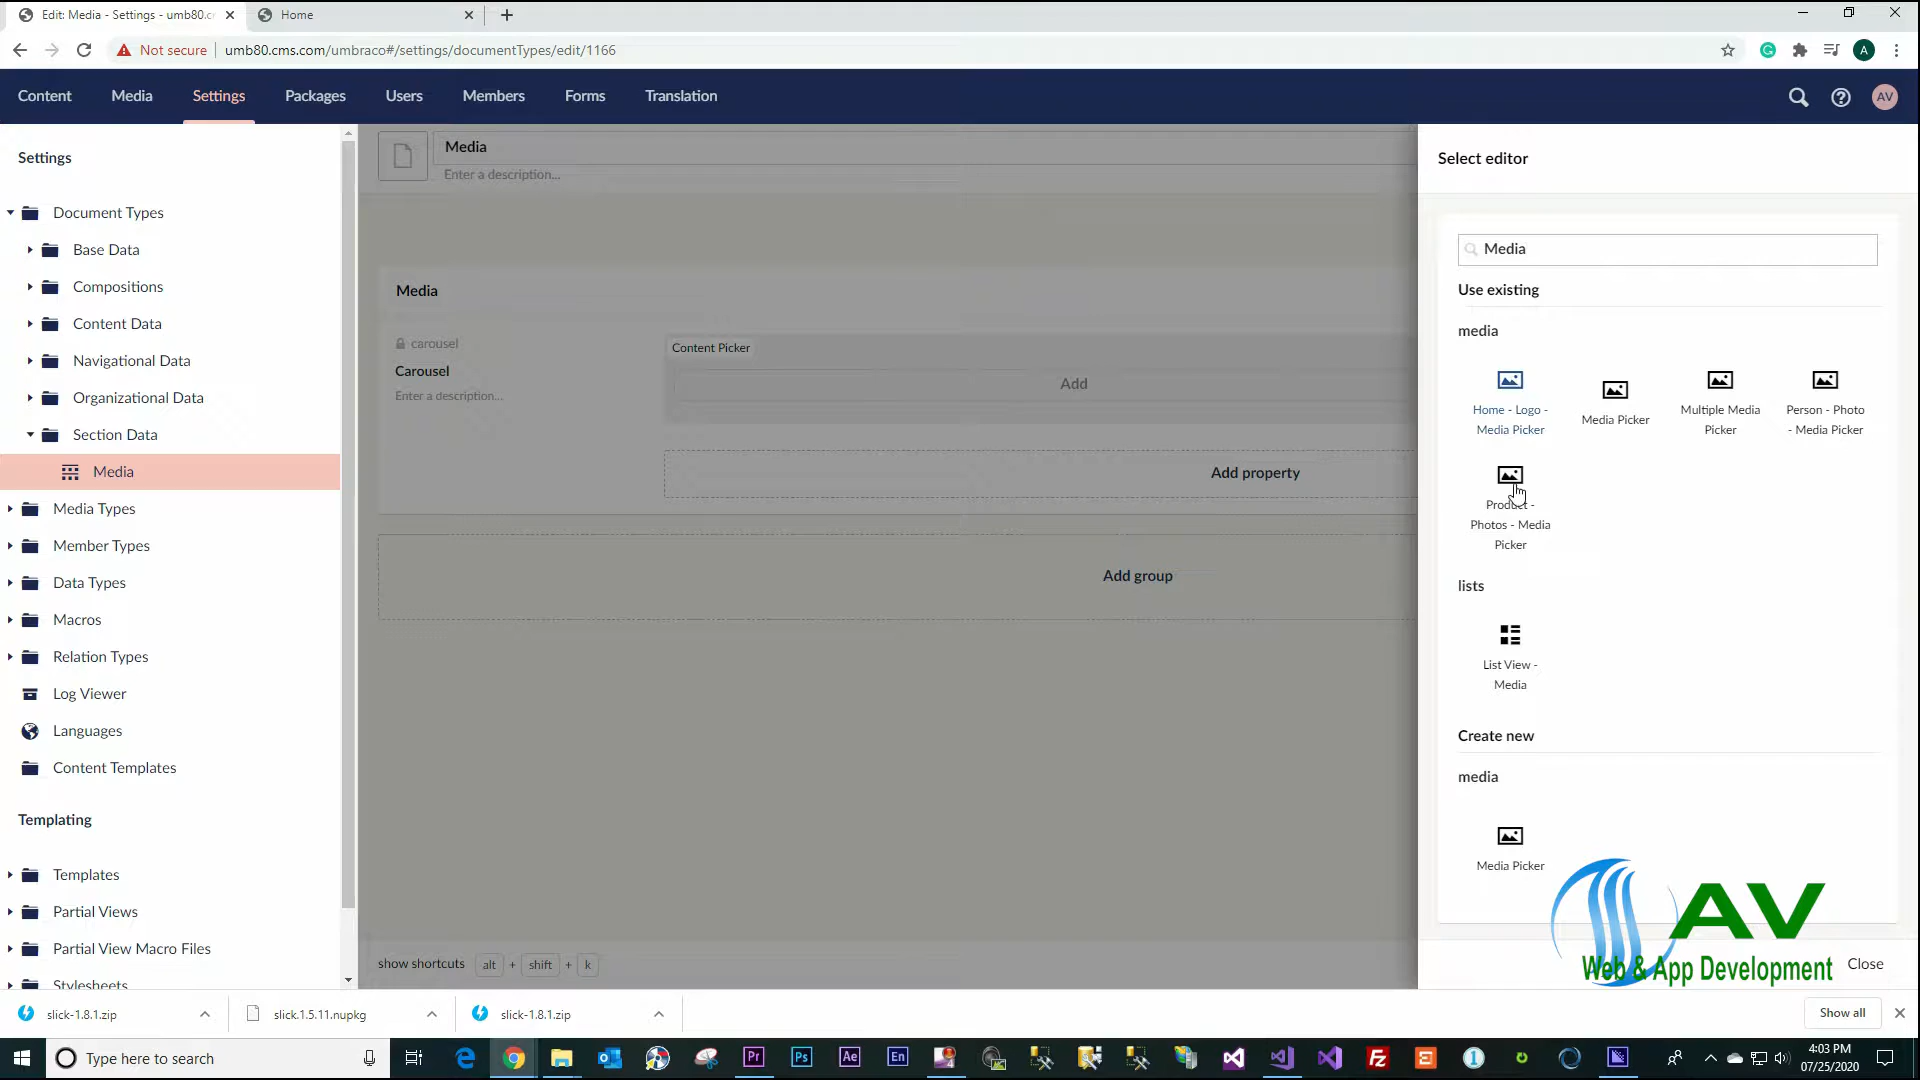 Edit: Media - Settings - umb80.c
Home
Not secure
umb80.cms.com/umbraco#/settings/documentTypes/edit/1166
A
Content
Media
Settings
Packages
Users
Members
Forms
Translation
AV
Settings
Document Types
Base Data
Compositions
Content Data
Navigational Data
Organizational Data
Section Data
Media
Media Types
Member Types
Data Types
Macros
Relation Types
Log Viewer
Languages
Content Templates
Templating
Templates
Partial Views
Partial View Macro Files
Stylesheets
Media
Enter a description...
Media
carousel
Carousel
Enter a description...
Content Picker
Add
Add property
Add group
show shortcuts alt + shift + k
Select editor
Media
Use existing
media
Home - Logo -
Media Picker
Media Picker
Multiple Media
Picker
Person - Photo
- Media Picker
Product -
Photos - Media
Picker
lists
List View -
Media
Create new
media
Media Picker
AV
Web & App Development
Close
slick-1.8.1.zip
slick.1.5.11.nupkg
slick-1.8.1.zip
Show all
Type here to search
Pr
Ps
Ae
En
Fz
4:03 PM
07/25/2020